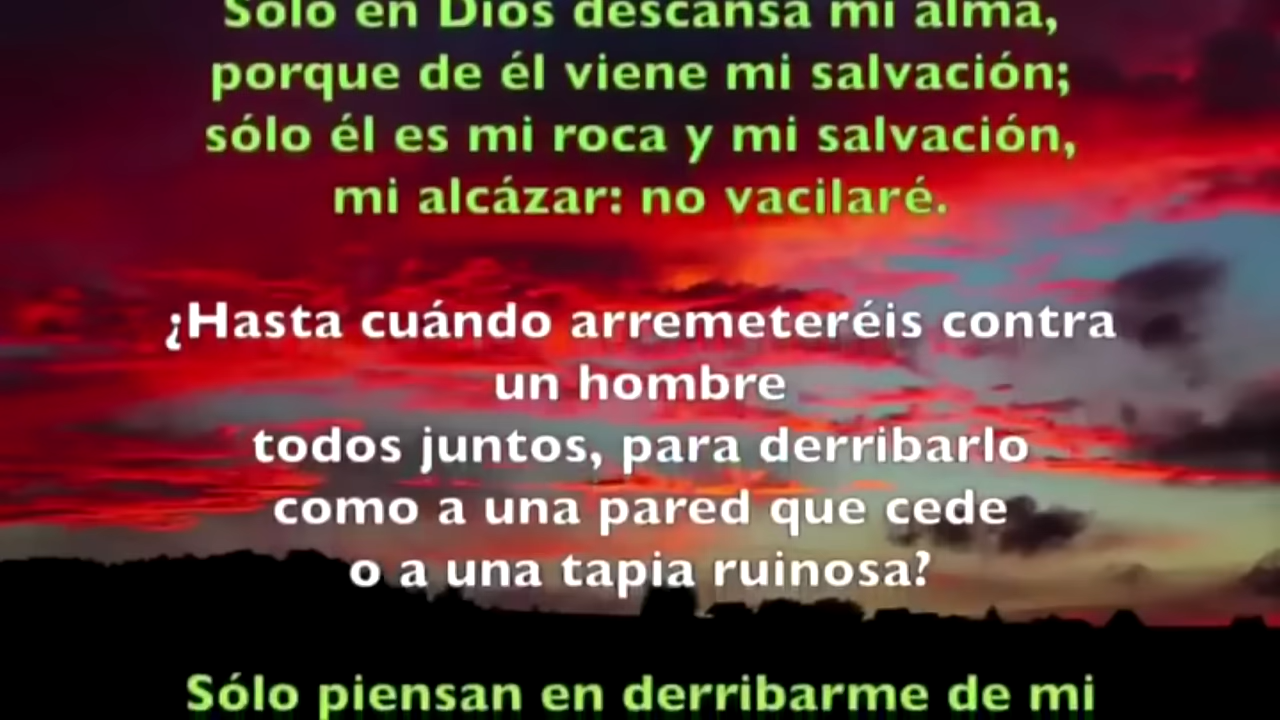 Sólo en Dios descansa mi alma,
porque de él viene mi salvación;
sólo él es mi roca y mi salvación,
mi alcázar: no vacilaré.
¿Hasta cuándo arremeteréis contra
un hombre
todos juntos, para derribarlo
como a una pared que cede
o a una tapia ruinosa?
Sólo piensan en derribarme de mi